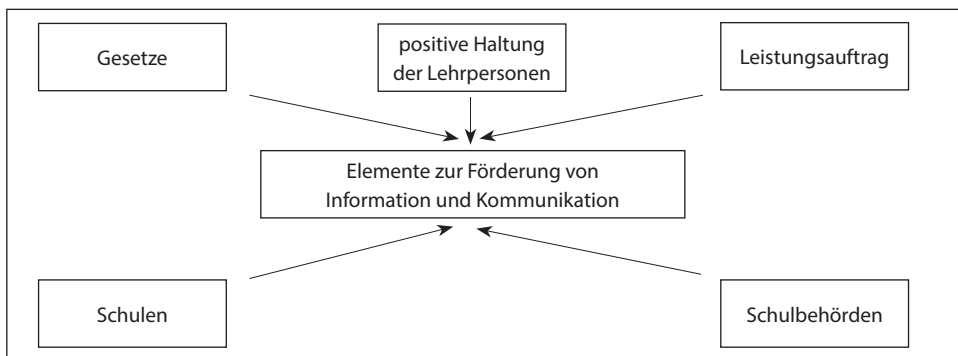 Gesetze
positive Haltung
der Lehrpersonen
Leistungsauftrag
Elemente zur Förderung von
Information und Kommunikation
Schulen
Schulbehörden